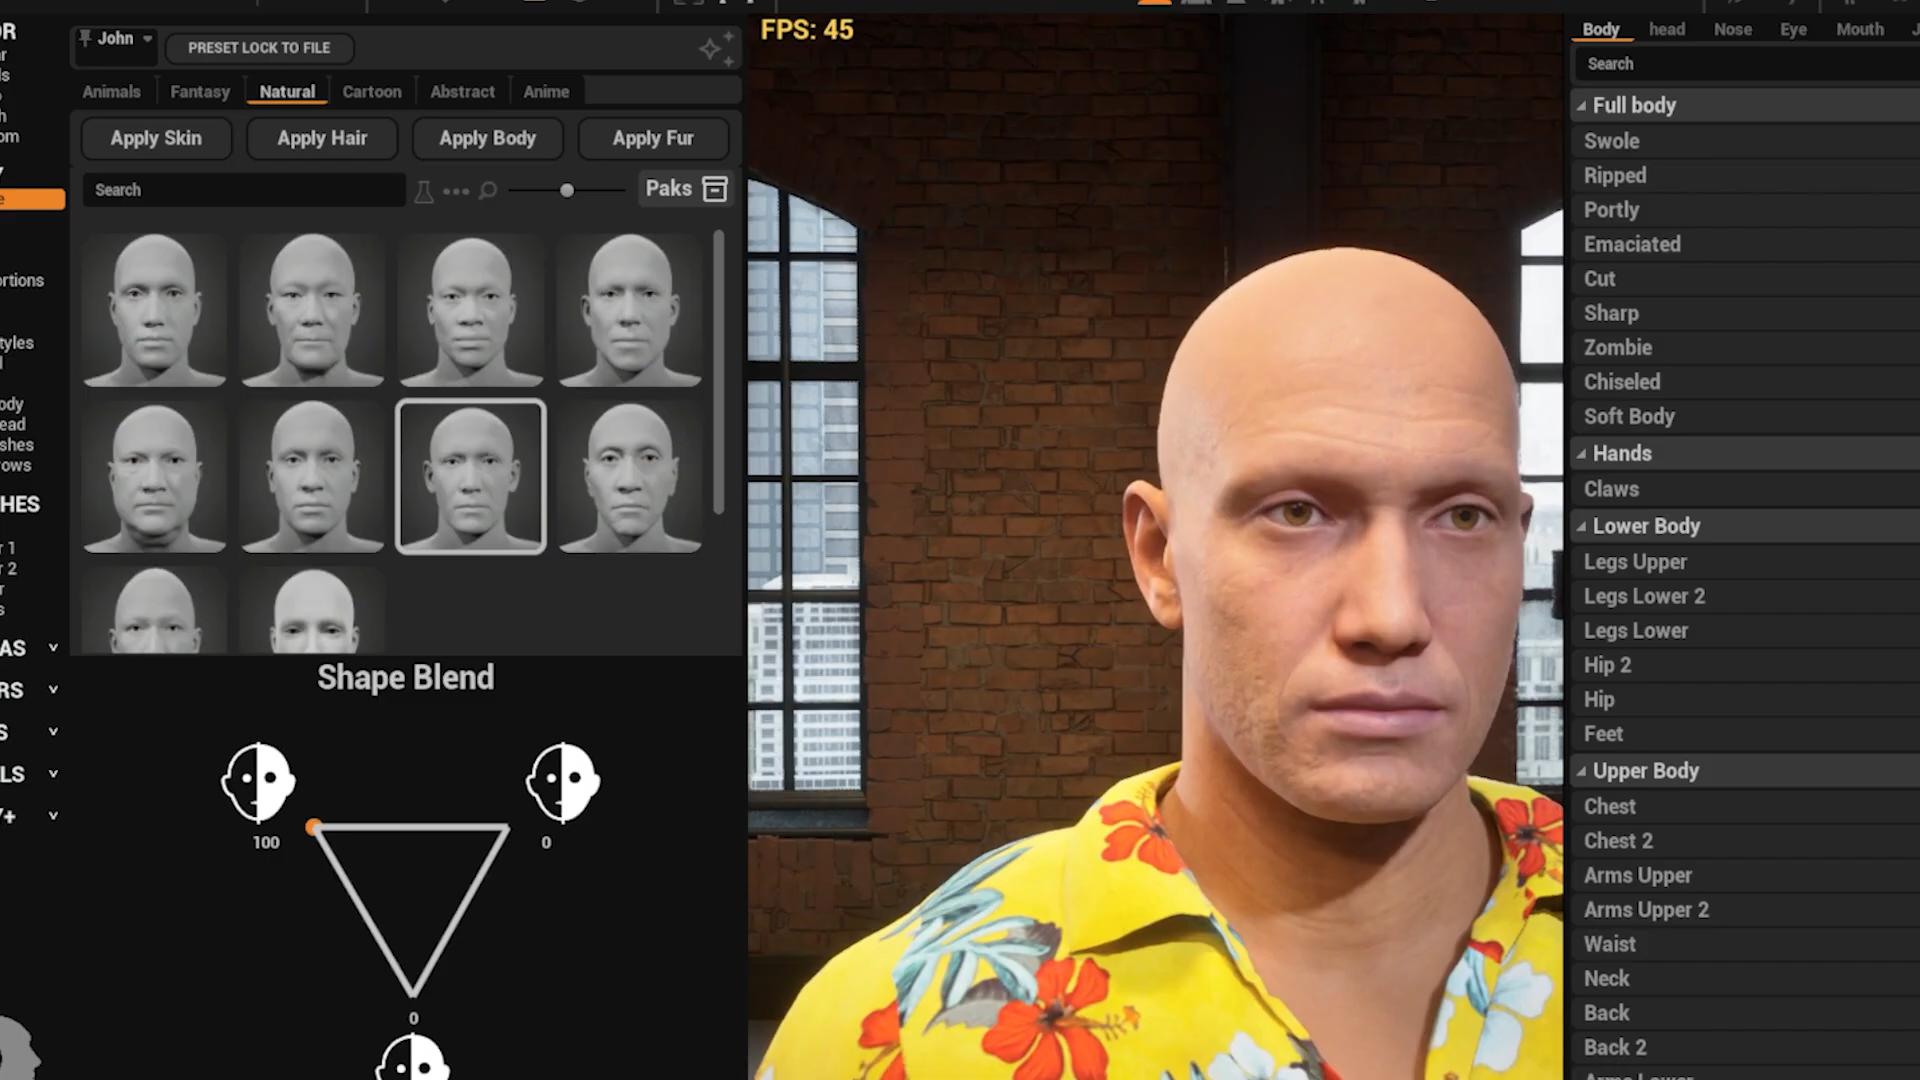 John
PRESET LOCK TO FILE
Animals
Fantasy
Natural
Cartoon
Abstract
Anime
Apply Skin
Apply Hair
Apply Body
Apply Fur
Search
Paks
Shape Blend
100
0
0
FPS: 45
Body
head
Nose
Eye
Mouth
Search
Full body
Swole
Ripped
Portly
Emaciated
Cut
Sharp
Zombie
Chiseled
Soft Body
Hands
Claws
Lower Body
Legs Upper
Legs Lower 2
Legs Lower
Hip 2
Hip
Feet
Upper Body
Chest
Chest 2
Arms Upper
Arms Upper 2
Waist
Neck
Back
Back 2
Arms Lower